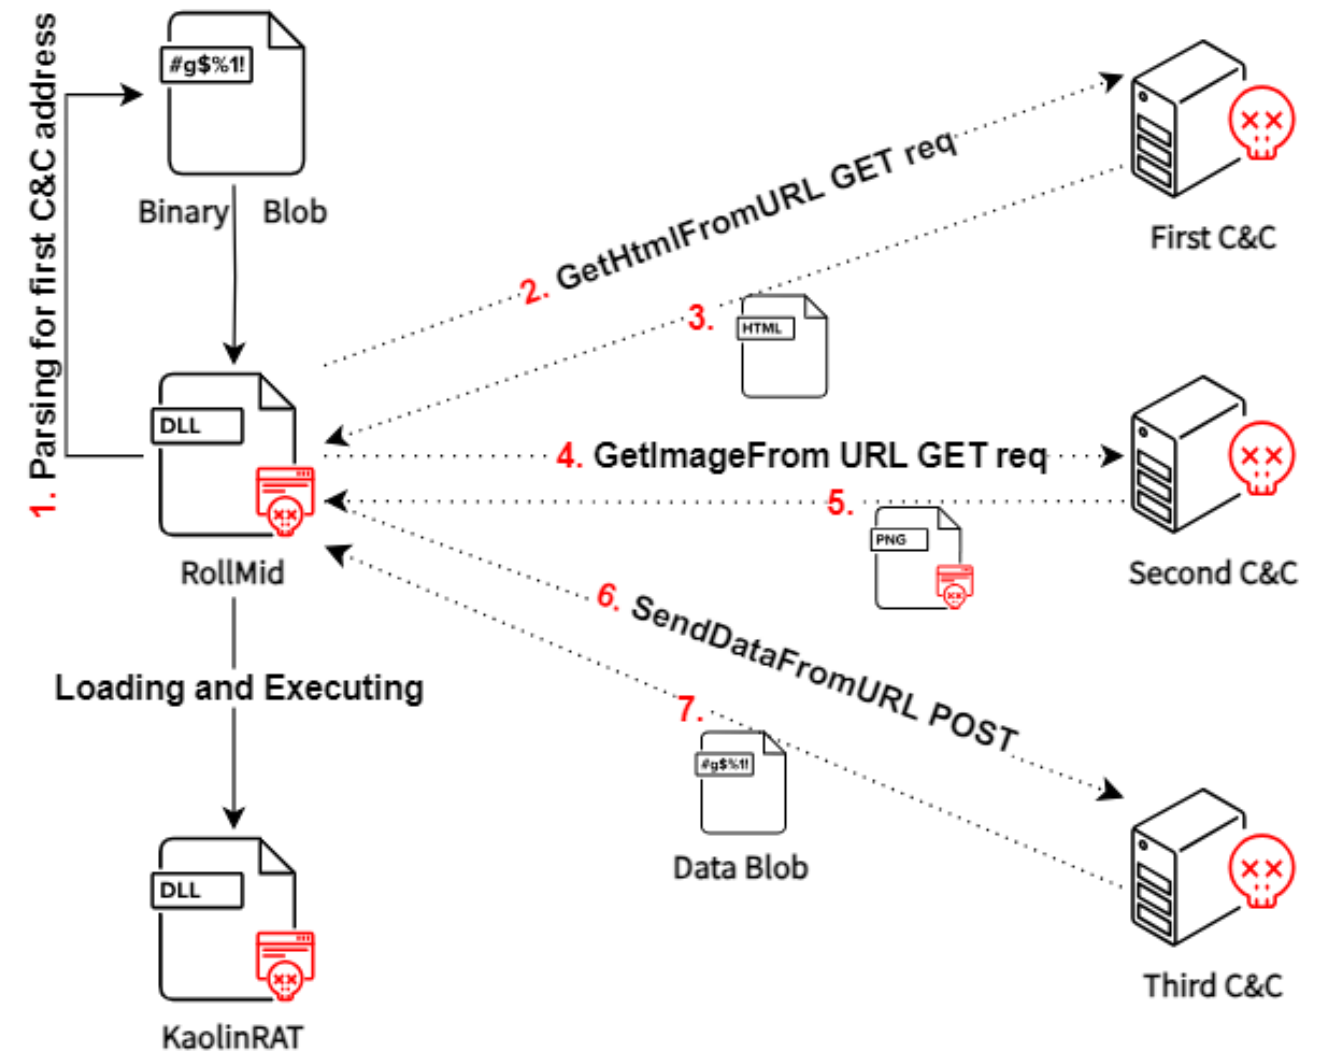 1. Parsing for first C&C address
#g$%1!
Binary Blob
2. GetHtmlFromURL GET req
First C&C
3.
HTML
DLL
RollMid
4. GetImageFrom URL GET req
5.
PNG
Second C&C
6. SendDataFromURL POST
7.
#g$%1!
Data Blob
Third C&C
Loading and Executing
DLL
KaolinRAT